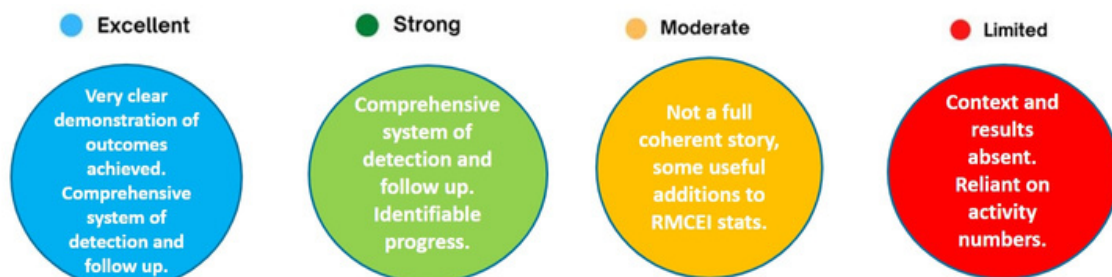 Excellent
Strong
Moderate
Limited
Very clear
demonstration of
outcomes
achieved.
Comprehensive
system of
detection and
follow up.
Comprehensive
system of
detection and
follow up.
Identifiable
progress.
Not a full
coherent story,
some useful
additions to
RMCEI stats.
Context and
results
absent.
Reliant on
activity
numbers.